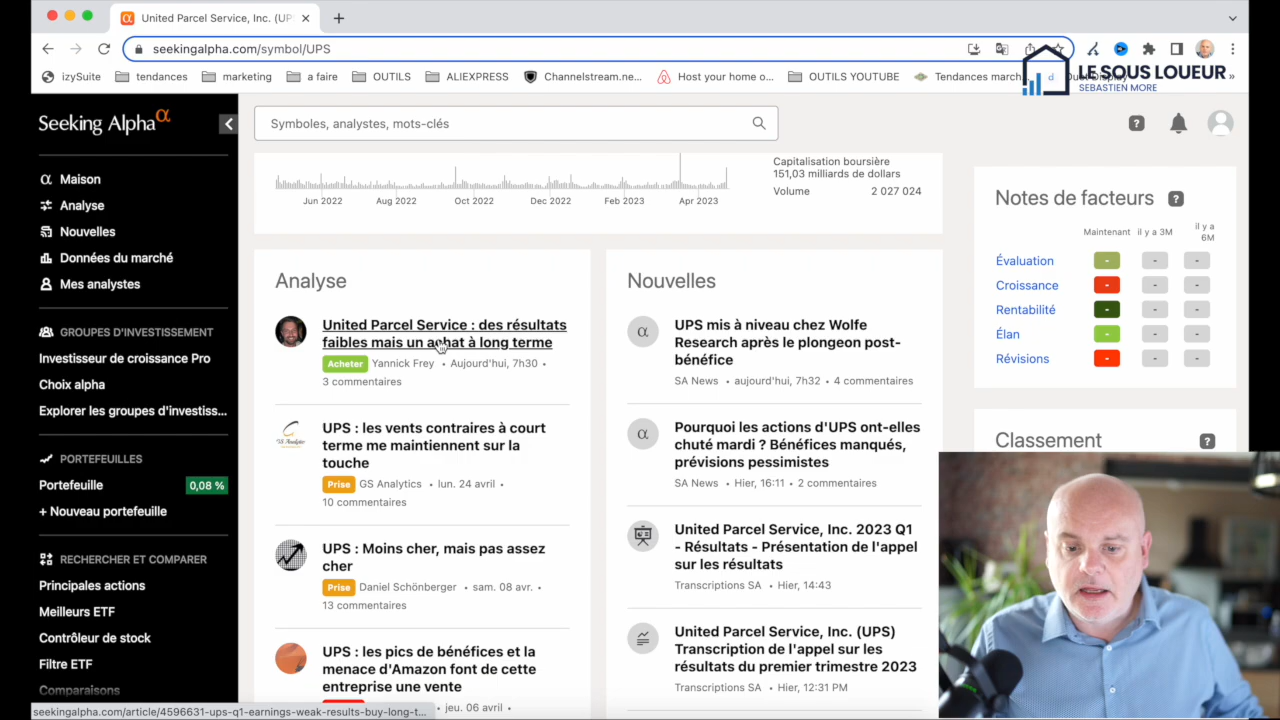 United Parcel Service, Inc. (UP
seekingalpha.com/symbol/UPS
izySuite
tendances
marketing
a faire
OUTILS
ALIEXPRESS
Channelstream.ne...
Host your home o...
OUTILS YOUTUBE
Tendances march...
LE SOUS LOUEUR
SEBASTIEN MORE
Seeking Alpha α
Symboles, analystes, mots-clés
Maison
Analyse
Nouvelles
Données du marché
Mes analystes
GROUPES D'INVESTISSEMENT
Investisseur de croissance Pro
Choix alpha
Explorer les groupes d'investiss...
PORTEFEUILLES
Portefeuille
0,08 %
+ Nouveau portefeuille
RECHERCHER ET COMPARER
Principales actions
Meilleurs ETF
Contrôleur de stock
Filtre ETF
Comparaisons
Jun 2022
Aug 2022
Oct 2022
Dec 2022
Feb 2023
Apr 2023
Capitalisation boursière
151,03 milliards de dollars
Volume
2 027 024
Analyse
United Parcel Service : des résultats
faibles mais un achat à long terme
Acheter Yannick Frey • Aujourd'hui, 7h30 •
3 commentaires
UPS : les vents contraires à court
terme me maintiennent sur la
touche
Prise GS Analytics • lun. 24 avril •
10 commentaires
UPS : Moins cher, mais pas assez
cher
Prise Daniel Schönberger • sam. 08 avr. •
13 commentaires
UPS : les pics de bénéfices et la
menace d'Amazon font de cette
entreprise une vente
• jeu. 06 avril •
Nouvelles
UPS mis à niveau chez Wolfe
Research après le plongeon post-
bénéfice
SA News • aujourd'hui, 7h32 • 4 commentaires
Pourquoi les actions d'UPS ont-elles
chuté mardi ? Bénéfices manqués,
prévisions pessimistes
SA News • Hier, 16:11 • 2 commentaires
United Parcel Service, Inc. 2023 Q1
- Résultats - Présentation de l'appel
sur les résultats
Transcriptions SA • Hier, 14:43
United Parcel Service, Inc. (UPS)
Transcription de l'appel sur les
résultats du premier trimestre 2023
Transcriptions SA • Hier, 12:31 PM
Notes de facteurs
Maintenant
il y a 3M
il y a
6M
Évaluation - - -
Croissance - - -
Rentabilité - - -
Élan - - -
Révisions - - -
Classement
seekingalpha.com/article/4596631-ups-q1-earnings-weak-results-buy-long-t...